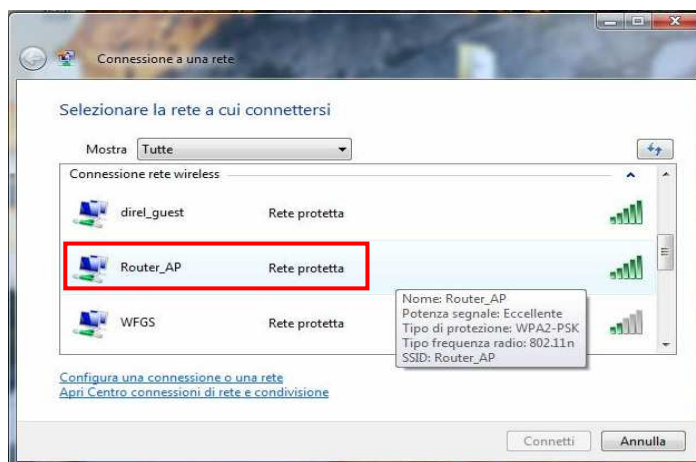 Connessione a una rete
Selezionare la rete a cui connettersi
Mostra Tutte
Connessione rete wireless
direl_guest Rete protetta
Router_AP Rete protetta
WFGS Rete protetta
Nome: Router_AP
Potenza segnale: Eccellente
Tipo di protezione: WPA2-PSK
Tipo frequenza radio: 802.11n
SSID: Router_AP
Configura una connessione o una rete
Apri Centro connessioni di rete e condivisione
Connetti Annulla